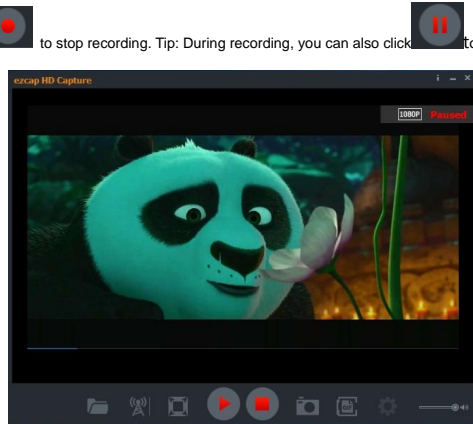 to stop recording. Tip: During recording, you can also click to
ezcap HD Capture
1080P Paused